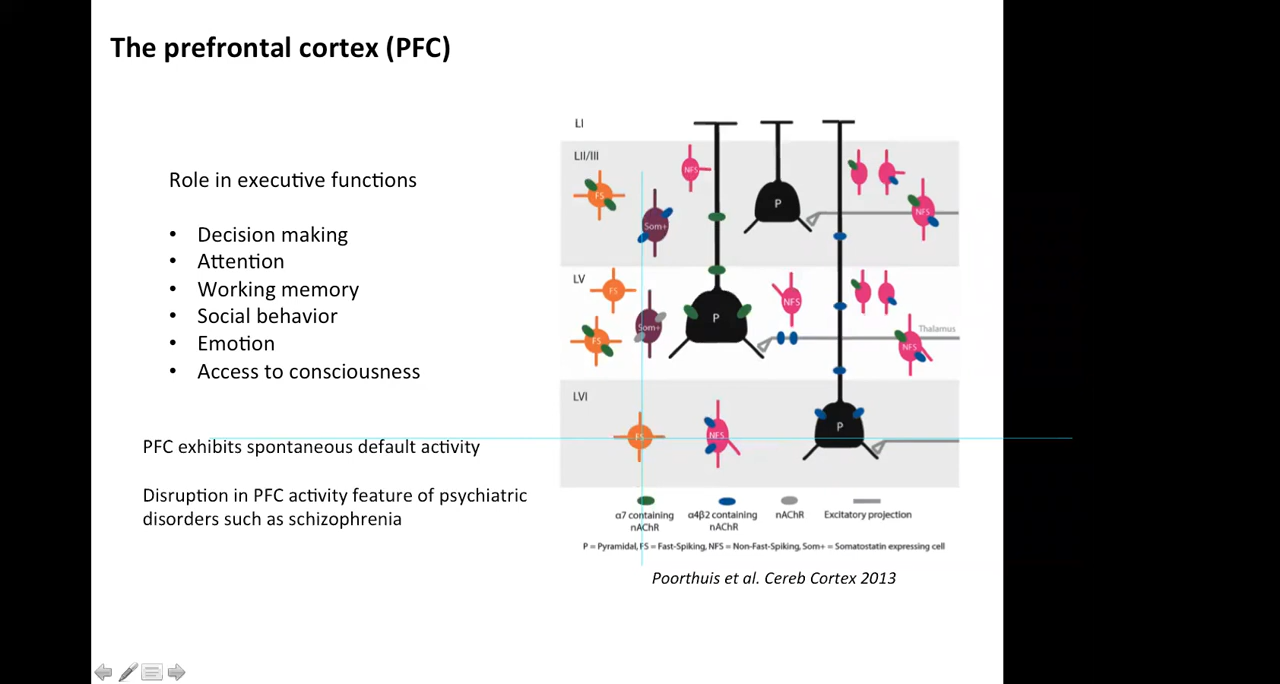 The prefrontal cortex (PFC)
Role in executive functions
• Decision making
• Attention
• Working memory
• Social behavior
• Emotion
• Access to consciousness
PFC exhibits spontaneous default activity
Disruption in PFC activity feature of psychiatric
disorders such as schizophrenia
LI
LII/III
NFS
FS
P
Som+
NFS
LV
FS
NFS
P
Som+
Thalamus
FS
NFS
LVI
P
FS
NFS
α7 containing
nAChR
α4β2 containing
nAChR
nAChR
Excitatory projection
P = Pyramidal, FS = Fast-Spiking, NFS = Non-Fast-Spiking, Som+ = Somatostatin expressing cell
Poorthuis et al. Cereb Cortex 2013